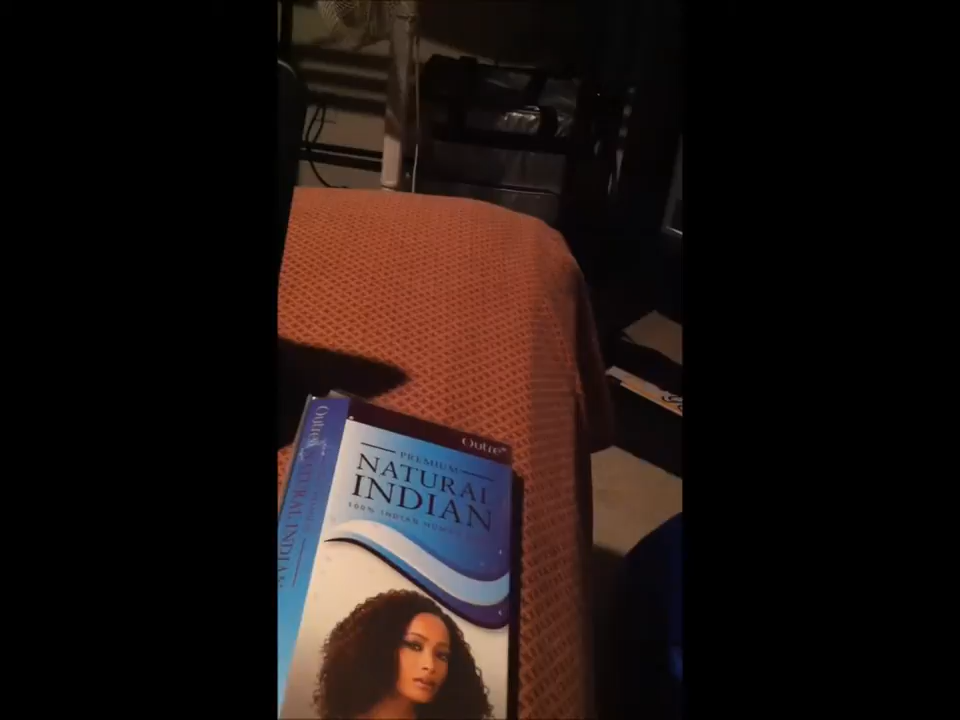 Outre
PREMIUM
NATURAL
INDIAN
100% INDIAN HUMAN
Outre
NATURAL INDIAN